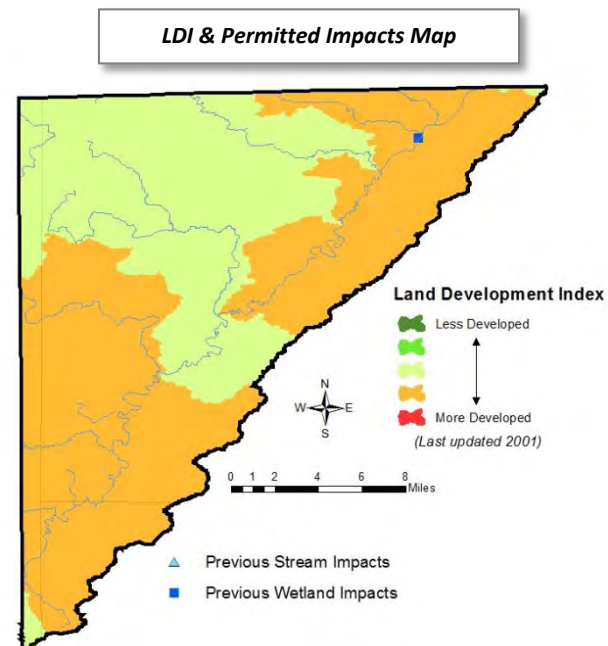 LDI & Permitted Impacts Map
Land Development Index
Less Developed
More Developed
(Last updated 2001)
N
W E
S
0 1 2 4 6 8
Miles
Previous Stream Impacts
Previous Wetland Impacts